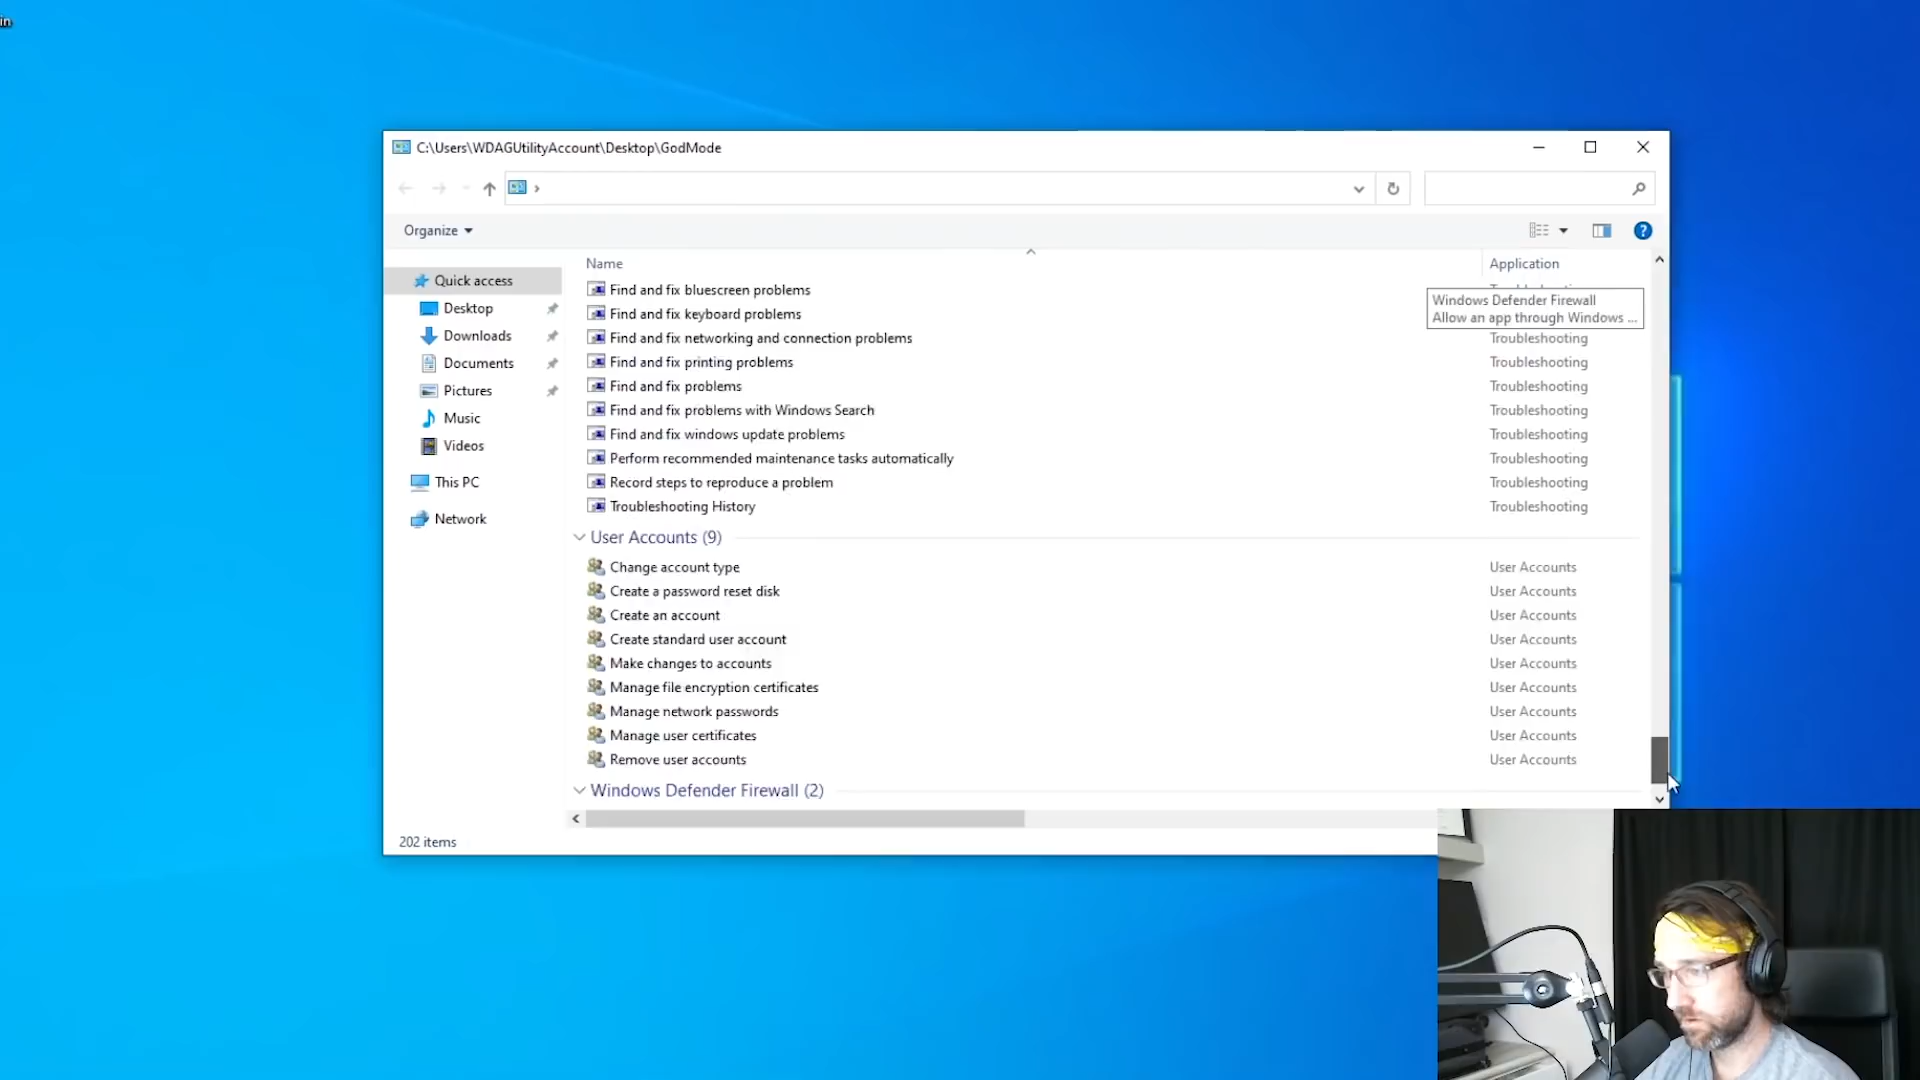 in
C:\Users\WDAGUtilityAccount\Desktop\GodMode
Organize
Name
Application
Quick access
Desktop
Downloads
Documents
Pictures
Music
Videos
This PC
Network
Find and fix bluescreen problems
Windows Defender Firewall
Allow an app through Windows ...
Find and fix keyboard problems
Find and fix networking and connection problems
Troubleshooting
Find and fix printing problems
Troubleshooting
Find and fix problems
Troubleshooting
Find and fix problems with Windows Search
Troubleshooting
Find and fix windows update problems
Troubleshooting
Perform recommended maintenance tasks automatically
Troubleshooting
Record steps to reproduce a problem
Troubleshooting
Troubleshooting History
Troubleshooting
User Accounts (9)
Change account type
User Accounts
Create a password reset disk
User Accounts
Create an account
User Accounts
Create standard user account
User Accounts
Make changes to accounts
User Accounts
Manage file encryption certificates
User Accounts
Manage network passwords
User Accounts
Manage user certificates
User Accounts
Remove user accounts
User Accounts
Windows Defender Firewall (2)
202 items